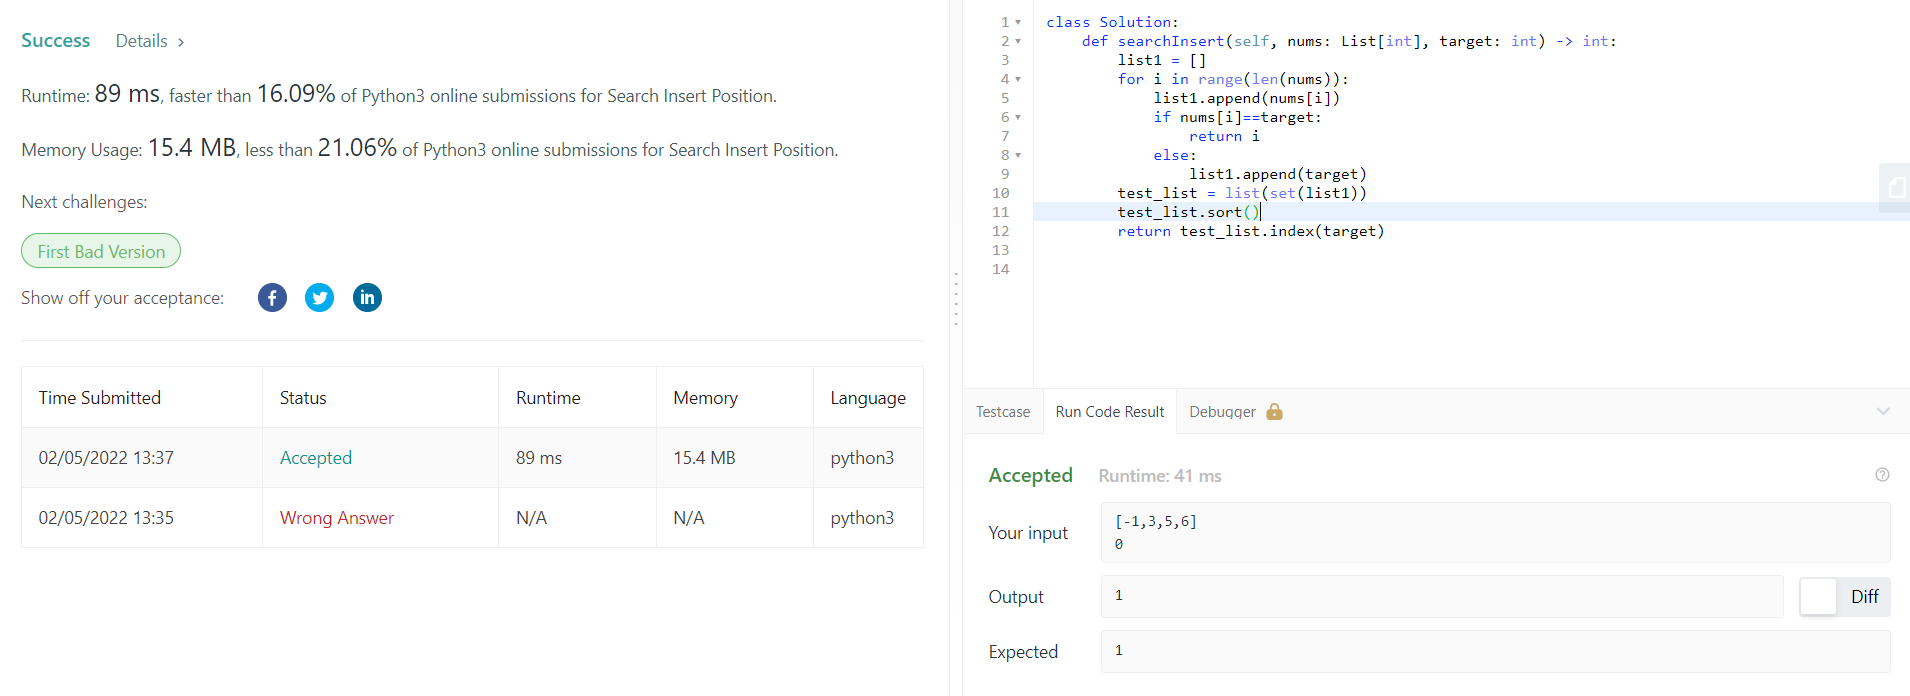 Success Details >
Runtime: 89 ms, faster than 16.09% of Python3 online submissions for Search Insert Position.
Memory Usage: 15.4 MB, less than 21.06% of Python3 online submissions for Search Insert Position.
Next challenges:
First Bad Version
Show off your acceptance:
Time Submitted Status Runtime Memory Language
02/05/2022 13:37 Accepted 89 ms 15.4 MB python3
02/05/2022 13:35 Wrong Answer N/A N/A python3
1 class Solution:
2     def searchInsert(self, nums: List[int], target: int) -> int:
3         list1 = []
4         for i in range(len(nums)):
5             list1.append(nums[i])
6             if nums[i]==target:
7                 return i
8             else:
9                 list1.append(target)
10         test_list = list(set(list1))
11         test_list.sort()
12         return test_list.index(target)
13
14
Testcase Run Code Result Debugger
Accepted Runtime: 41 ms
Your input
[-1,3,5,6]
0
Output 1 Diff
Expected 1